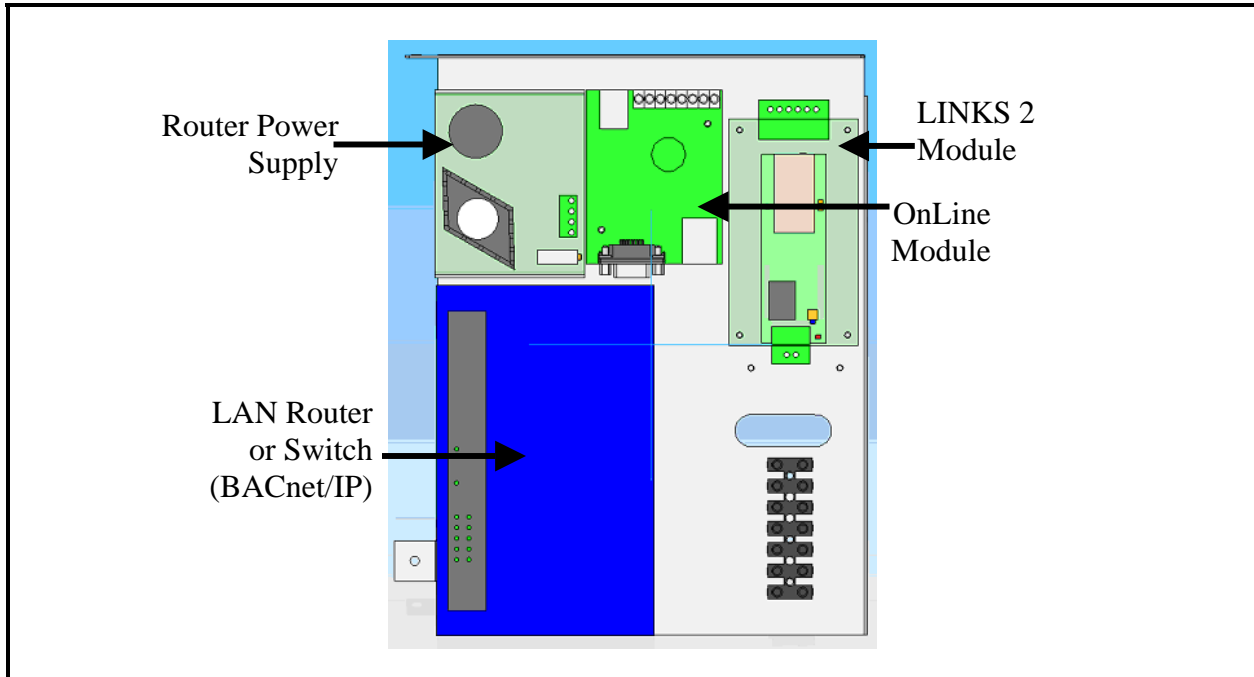 Router Power
Supply
LINKS 2
Module
OnLine
Module
LAN Router
or Switch
(BACnet/IP)